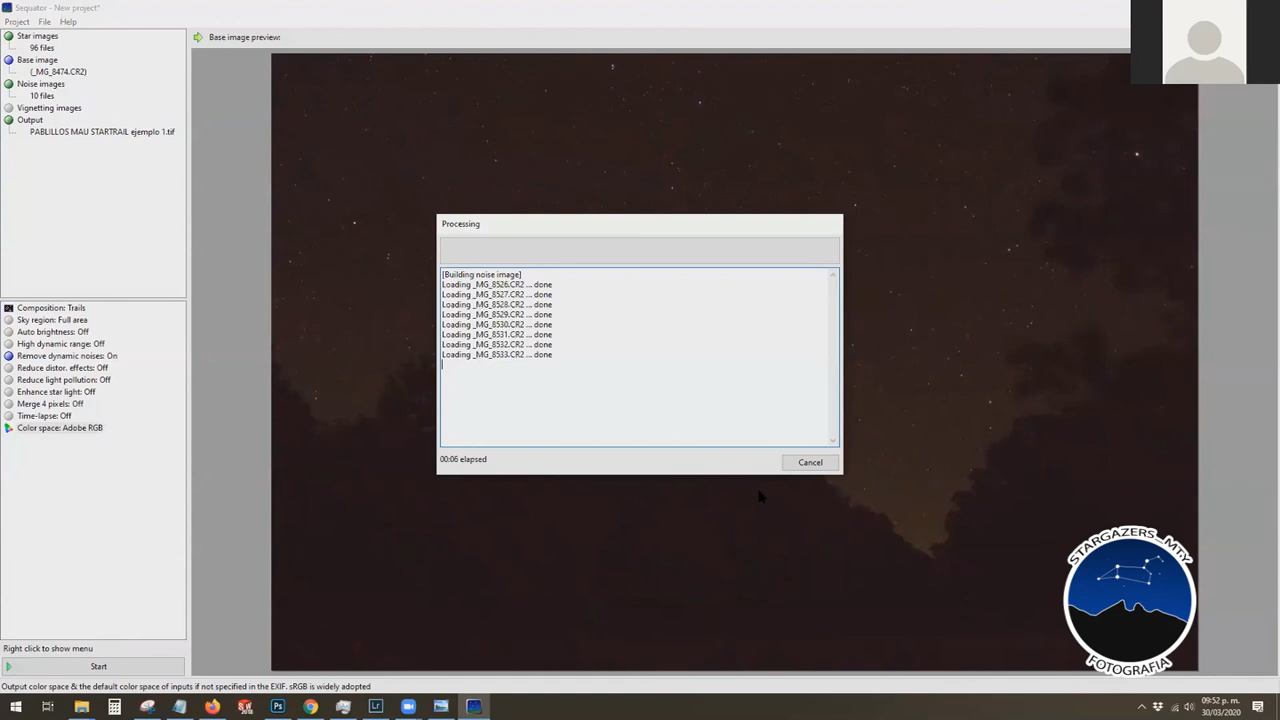 Sequator - New project*
Project File Help
Star images
96 files
Base image
(_MG_8474.CR2)
Noise images
10 files
Vignetting images
Output
PABLILLOS MAU STARTRAIL ejemplo 1.tif
Base image preview:
Processing
[Building noise image]
Loading _MG_8526.CR2 ... done
Loading _MG_8527.CR2 ... done
Loading _MG_8528.CR2 ... done
Loading _MG_8529.CR2 ... done
Loading _MG_8530.CR2 ... done
Loading _MG_8531.CR2 ... done
Loading _MG_8532.CR2 ... done
Loading _MG_8533.CR2 ... done
00:06 elapsed
Cancel
Composition: Trails
Sky region: Full area
Auto brightness: Off
High dynamic range: Off
Remove dynamic noises: On
Reduce distor. effects: Off
Reduce light pollution: Off
Enhance star light: Off
Merge 4 pixels: Off
Time-lapse: Off
Color space: Adobe RGB
STARGAZERS_MTY
FOTOGRAFIA
Right click to show menu
Start
Output color space & the default color space of inputs if not specified in the EXIF. sRGB is widely adopted
09:52 p. m.
30/03/2020